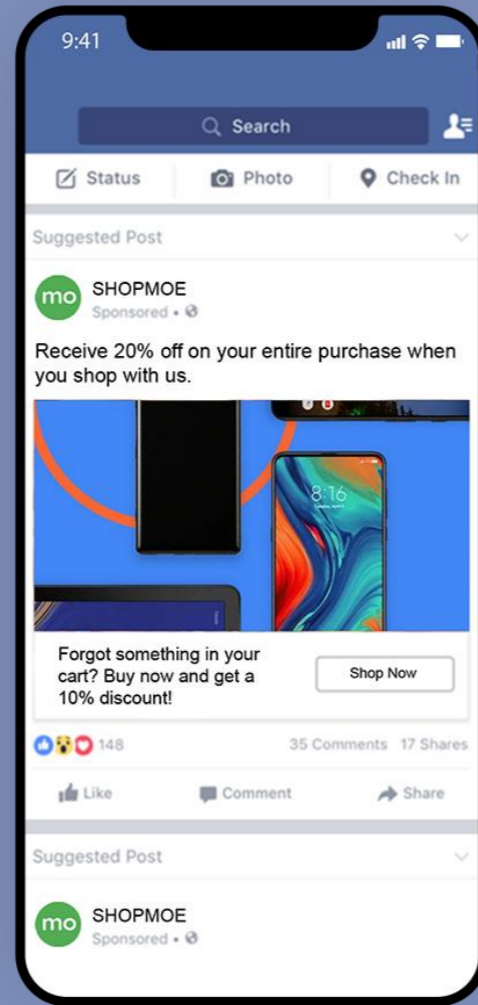 9:41
Search
Status Photo Check In
Suggested Post
mo SHOPMOE
Sponsored •
Receive 20% off on your entire purchase when
you shop with us.
8:16
Forgot something in your
cart? Buy now and get a
10% discount!
Shop Now
148 35 Comments 17 Shares
Like Comment Share
Suggested Post
mo SHOPMOE
Sponsored •